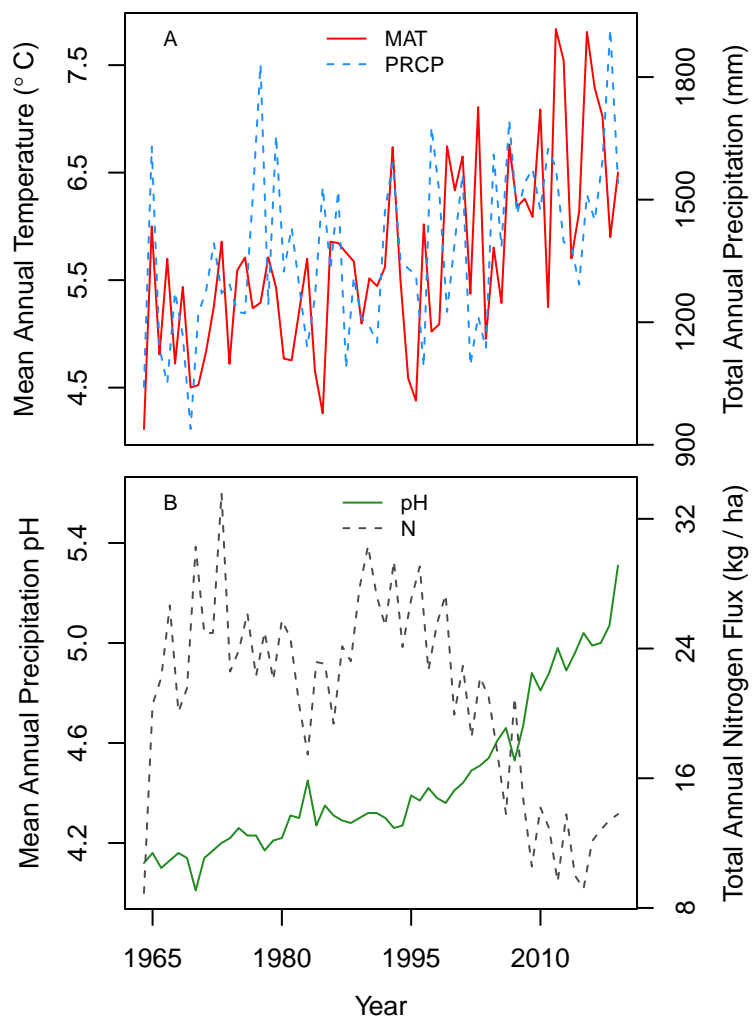 A
MAT
PRCP
Mean Annual Temperature (° C)
7.5
6.5
5.5
4.5
Total Annual Precipitation (mm)
1800
1500
1200
900
B
pH
N
Mean Annual Precipitation pH
5.4
5.0
4.6
4.2
Total Annual Nitrogen Flux (kg / ha)
32
24
16
8
1965 1980 1995 2010
Year